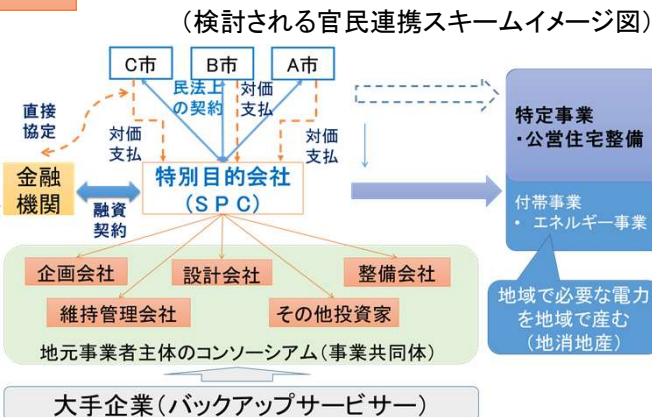 （検討される官民連携スキームイメージ図）
C市
B市
A市
民法上
の契約
対価
支払
直接
協定
対価
支払
対価
支払
特定事業
・公営住宅整備
金融
機関
融資
契約
特別目的会社
（ＳＰＣ）
付帯事業
・ エネルギー事業
企画会社
設計会社
整備会社
維持管理会社
その他投資家
地元事業者主体のコンソーシアム（事業共同体）
地域で必要な電力
を地域で産む
（地消地産）
大手企業（バックアップサービサー）